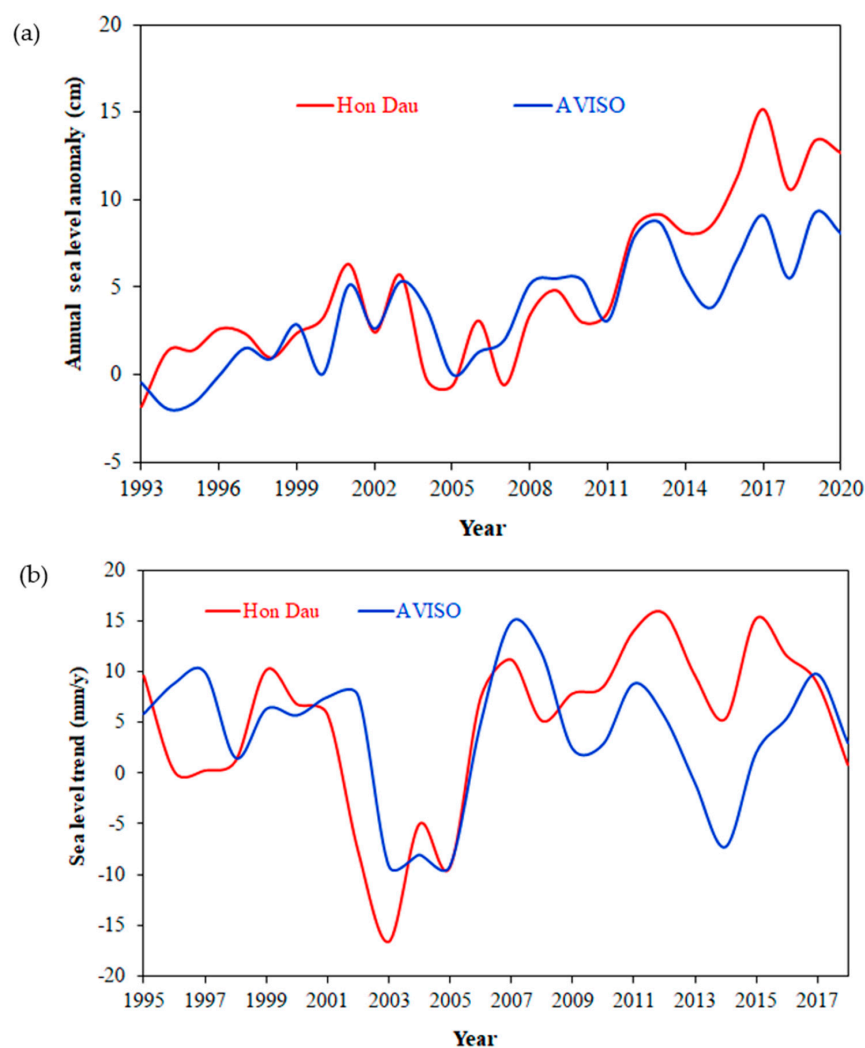 (a)
Annual sea level anomaly (cm)
20
15
10
5
0
-5
Hon Dau AVISO
1993 1996 1999 2002 2005 2008 2011 2014 2017 2020
Year
(b)
Sea level trend (mm/y)
20
15
10
5
0
-5
-10
-15
-20
Hon Dau AVISO
1995 1997 1999 2001 2003 2005 2007 2009 2011 2013 2015 2017
Year